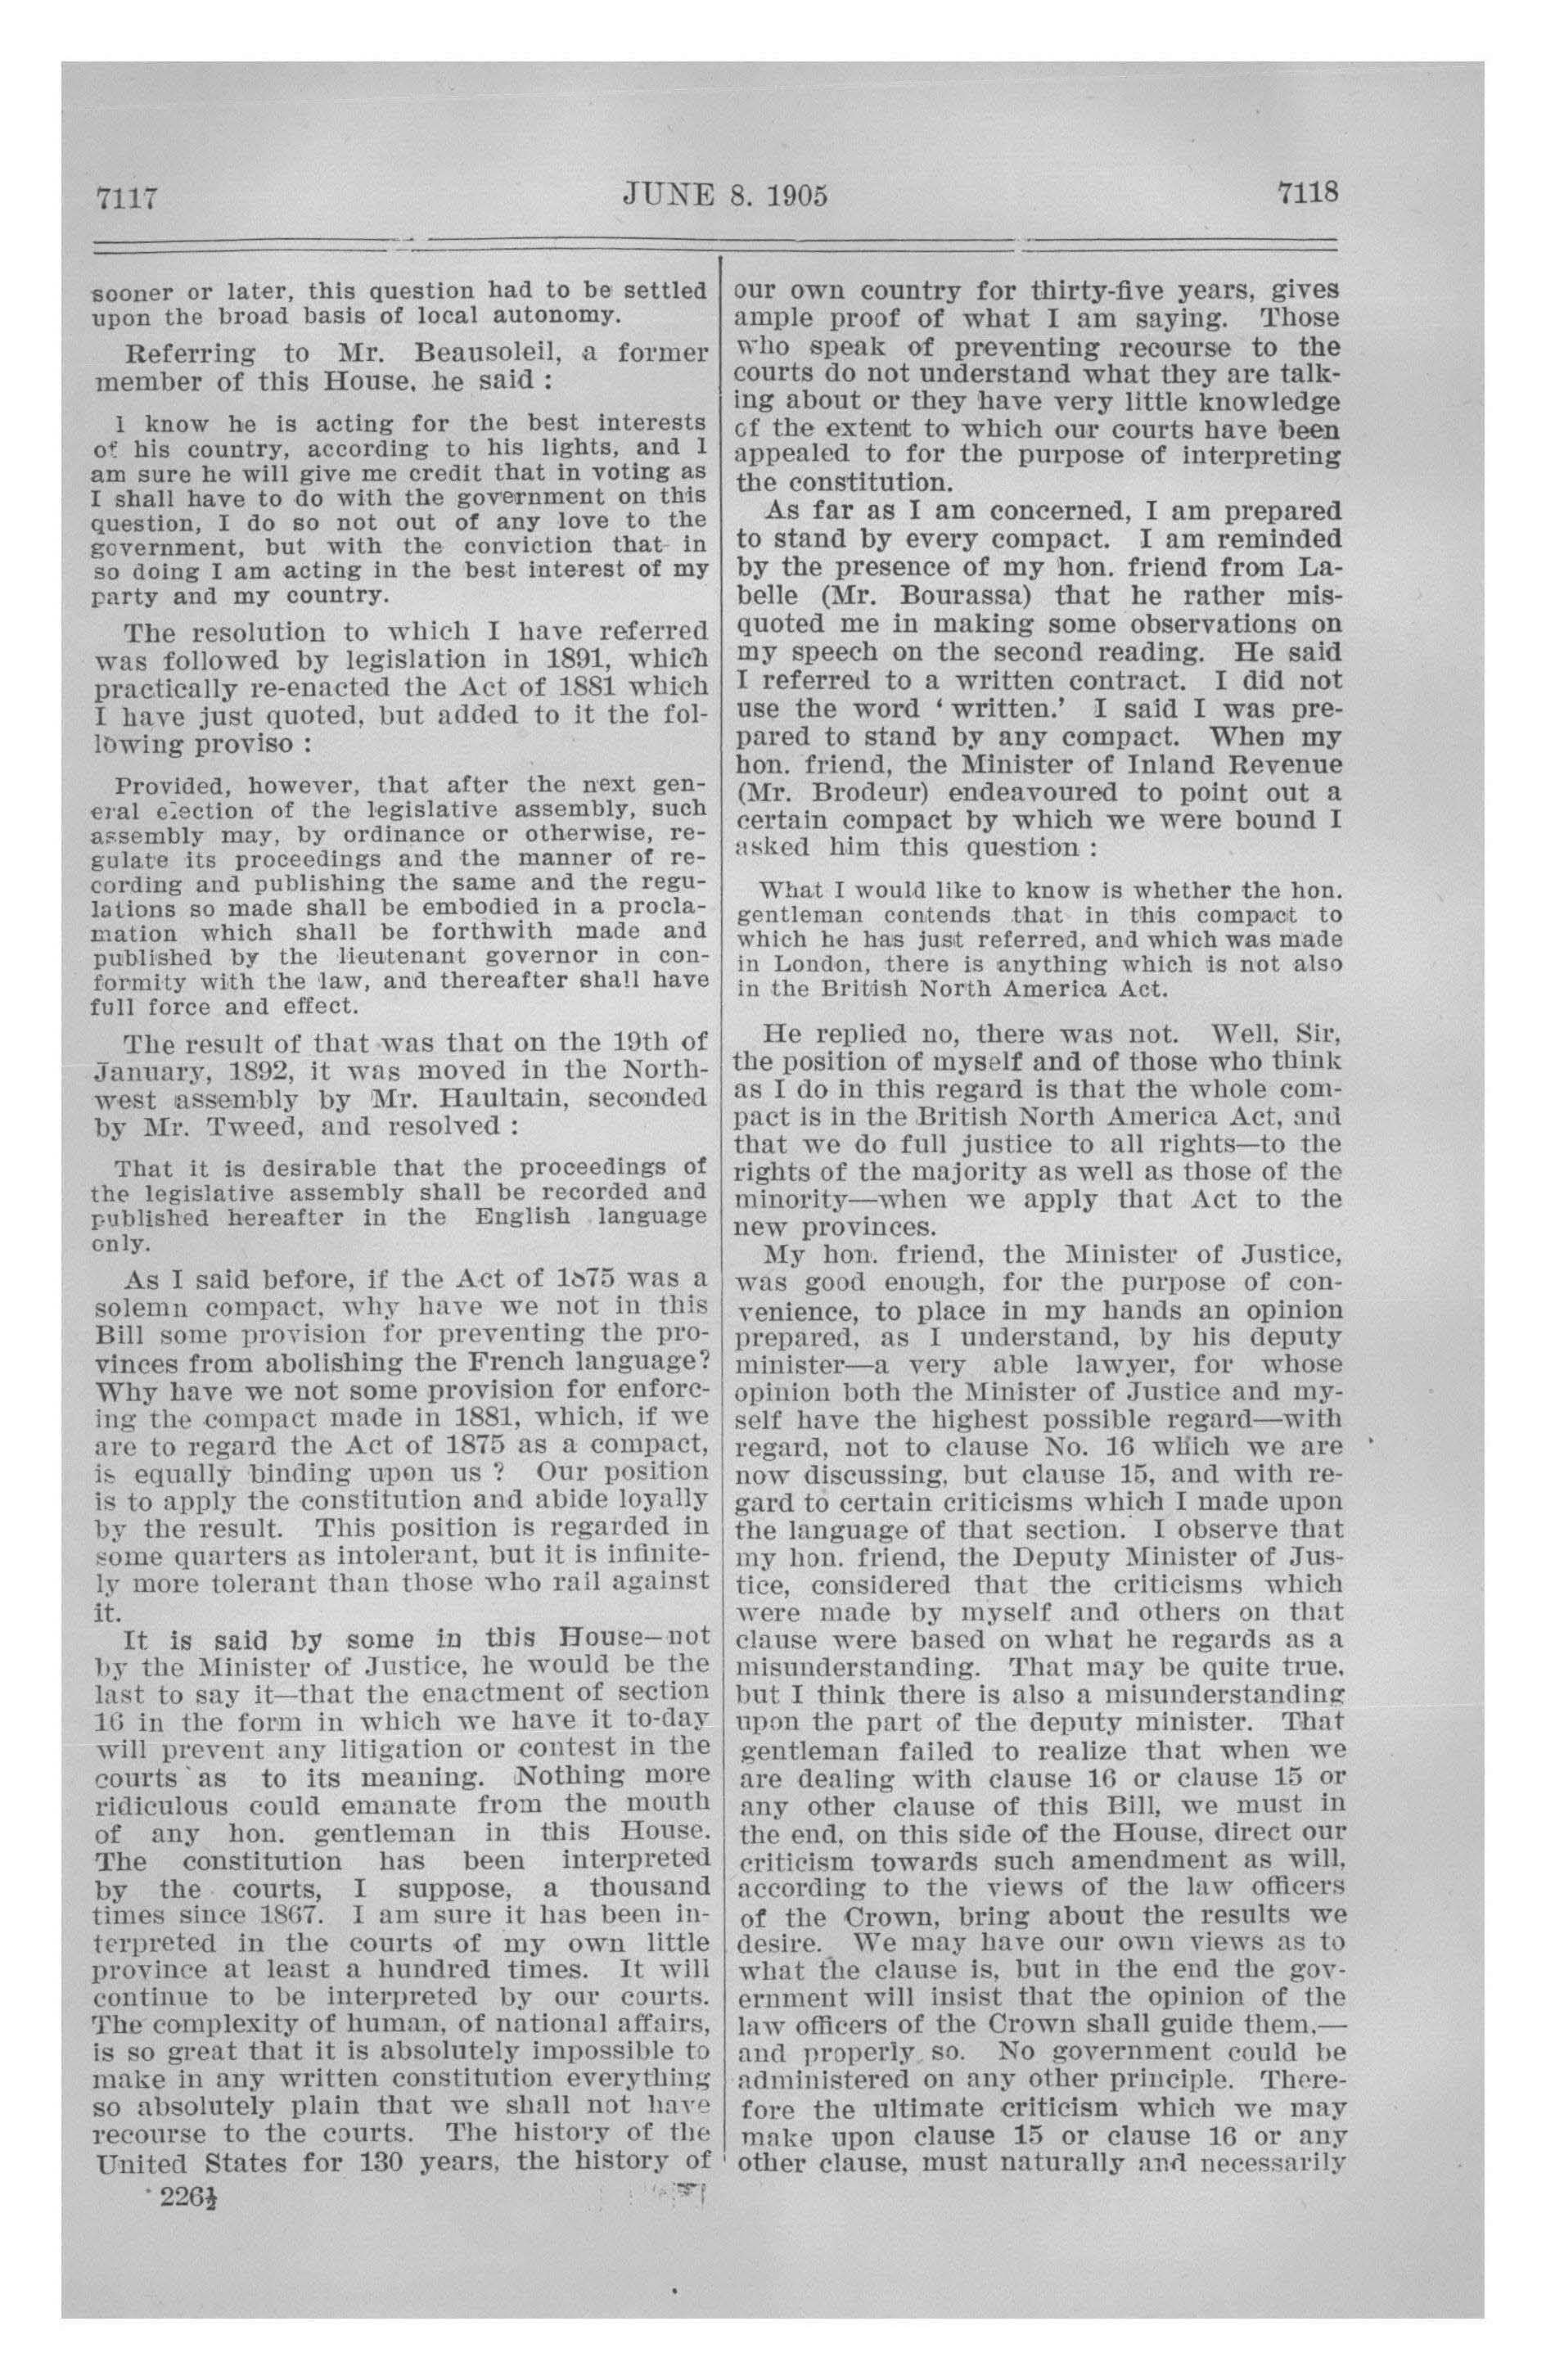 7117
JUNE 8. 1905
7118
sooner or later, this question had to be settled
upon the broad basis of local autonomy.
Referring to Mr. Beausoleil, a former
member of this House, he said :
I know he is acting for the best interests
of his country, according to his lights, and I
am sure he will give me credit that in voting as
I shall have to do with the government on this
question, I do so not out of any love to the
government, but with the conviction that in
so doing I am acting in the best interest of my
party and my country.
The resolution to which I have referred
was followed by legislation in 1891, which
practically re-enacted the Act of 1881 which
I have just quoted, but added to it the fol-
lowing proviso :
Provided, however, that after the next gen-
eral election of the legislative assembly, such
assembly may, by ordinance or otherwise, re-
gulate its proceedings and the manner of re-
cording and publishing the same and the regu-
lations so made shall be embodied in a procla-
mation which shall be forthwith made and
published by the lieutenant governor in con-
formity with the law, and thereafter shall have
full force and effect.
The result of that was that on the 19th of
January, 1892, it was moved in the North-
west assembly by Mr. Haultain, seconded
by Mr. Tweed, and resolved :
That it is desirable that the proceedings of
the legislative assembly shall be recorded and
published hereafter in the English language
only.
As I said before, if the Act of 1875 was a
solemn compact, why have we not in this
Bill some provision for preventing the pro-
vinces from abolishing the French language?
Why have we not some provision for enforc-
ing the compact made in 1881, which, if we
are to regard the Act of 1875 as a compact,
is equally binding upon us ? Our position
is to apply the constitution and abide loyally
by the result. This position is regarded in
some quarters as intolerant, but it is infinite-
ly more tolerant than those who rail against
it.
It is said by some in this House—not
by the Minister of Justice, he would be the
last to say it—that the enactment of section
16 in the form in which we have it to-day
will prevent any litigation or contest in the
courts as to its meaning. Nothing more
ridiculous could emanate from the mouth
of any hon. gentleman in this House.
The constitution has been interpreted
by the courts, I suppose, a thousand
times since 1867. I am sure it has been in-
terpreted in the courts of my own little
province at least a hundred times. It will
continue to be interpreted by our courts.
The complexity of human, of national affairs,
is so great that it is absolutely impossible to
make in any written constitution everything
so absolutely plain that we shall not have
recourse to the courts. The history of the
United States for 130 years, the history of
226½
our own country for thirty-five years, gives
ample proof of what I am saying. Those
who speak of preventing recourse to the
courts do not understand what they are talk-
ing about or they have very little knowledge
of the extent to which our courts have been
appealed to for the purpose of interpreting
the constitution.
As far as I am concerned, I am prepared
to stand by every compact. I am reminded
by the presence of my hon. friend from La-
belle (Mr. Bourassa) that he rather mis-
quoted me in making some observations on
my speech on the second reading. He said
I referred to a written contract. I did not
use the word ‘ written.’ I said I was pre-
pared to stand by any compact. When my
hon. friend, the Minister of Inland Revenue
(Mr. Brodeur) endeavoured to point out a
certain compact by which we were bound I
asked him this question :
What I would like to know is whether the hon.
gentleman contends that in this compact to
which he has just referred, and which was made
in London, there is anything which is not also
in the British North America Act.
He replied no, there was not. Well, Sir,
the position of myself and of those who think
as I do in this regard is that the whole com-
pact is in the British North America Act, and
that we do full justice to all rights—to the
rights of the majority as well as those of the
minority—when we apply that Act to the
new provinces.
My hon. friend, the Minister of Justice,
was good enough, for the purpose of con-
venience, to place in my hands an opinion
prepared, as I understand, by his deputy
minister—a very able lawyer, for whose
opinion both the Minister of Justice and my-
self have the highest possible regard—with
regard, not to clause No. 16 which we are
now discussing, but clause 15, and with re-
gard to certain criticisms which I made upon
the language of that section. I observe that
my hon. friend, the Deputy Minister of Jus-
tice, considered that the criticisms which
were made by myself and others on that
clause were based on what he regards as a
misunderstanding. That may be quite true,
but I think there is also a misunderstanding
upon the part of the deputy minister. That
gentleman failed to realize that when we
are dealing with clause 16 or clause 15 or
any other clause of this Bill, we must in
the end, on this side of the House, direct our
criticism towards such amendment as will,
according to the views of the law officers
of the Crown, bring about the results we
desire. We may have our own views as to
what the clause is, but in the end the gov-
ernment will insist that the opinion of the
law officers of the Crown shall guide them,—
and properly so. No government could be
administered on any other principle. There-
fore the ultimate criticism which we may
make upon clause 15 or clause 16 or any
other clause, must naturally and necessarily